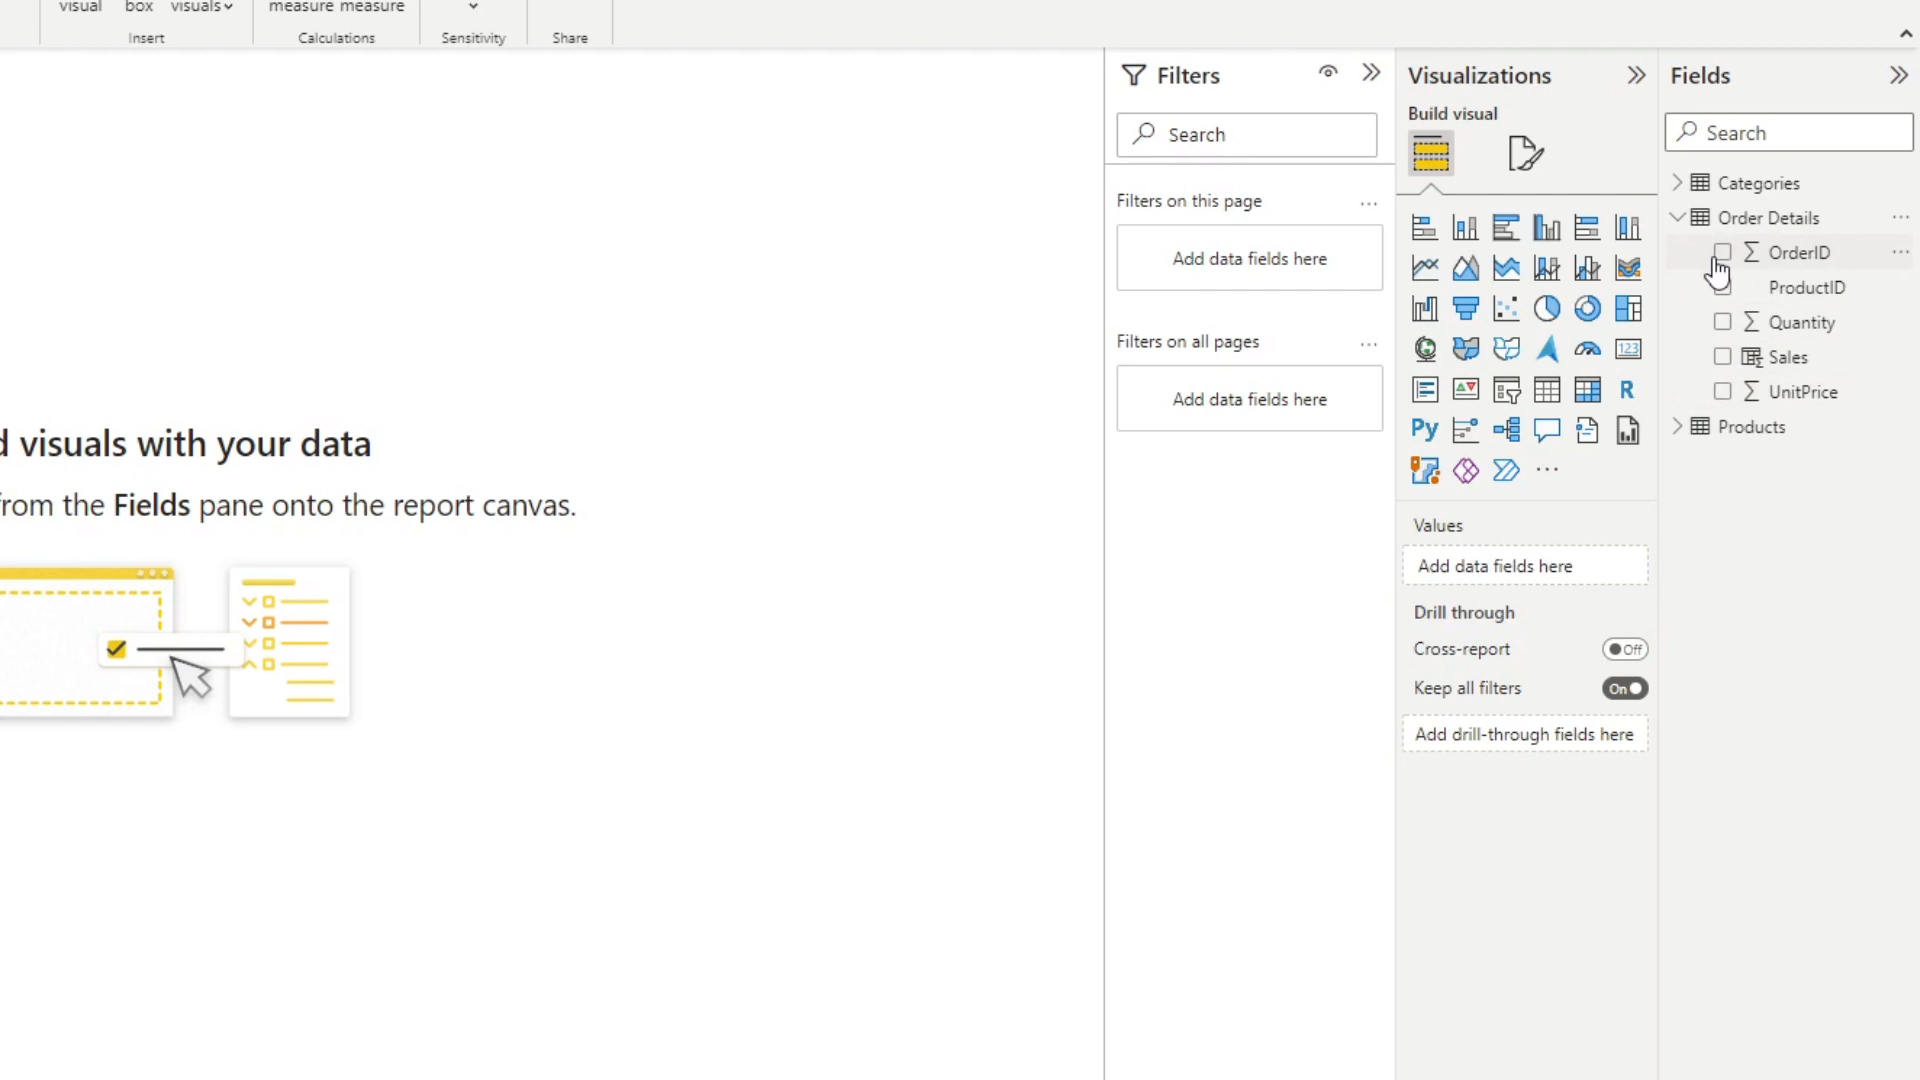 visual
box
visuals
measure measure
Insert
Calculations
Sensitivity
Share
visuals with your data
from the Fields pane onto the report canvas.
Filters
Search
Filters on this page
...
Add data fields here
Filters on all pages
...
Add data fields here
Visualizations
Build visual
123
R
Py
...
Values
Add data fields here
Drill through
Cross-report
Off
Keep all filters
On
Add drill-through fields here
Fields
Search
Categories
Order Details
...
OrderID
...
ProductID
Quantity
Sales
UnitPrice
Products